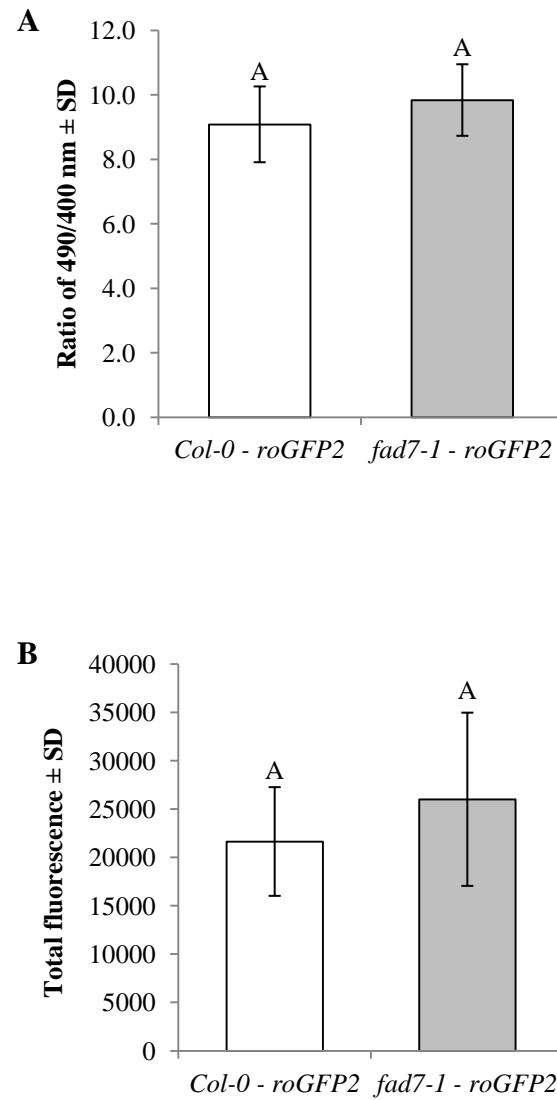 A
Ratio of 490/400 nm ± SD
12.0
10.0
8.0
6.0
4.0
2.0
0.0
A
A
Col-0 - roGFP2
fad7-1 - roGFP2
B
Total fluorescence ± SD
40000
35000
30000
25000
20000
15000
10000
5000
0
A
A
Col-0 - roGFP2
fad7-1 - roGFP2